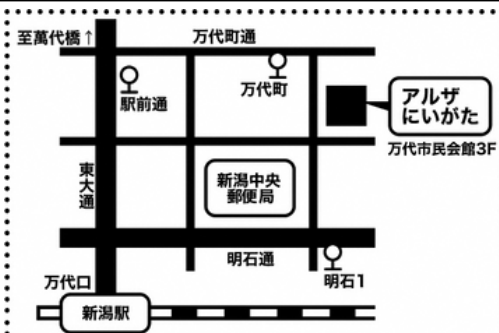 至萬代橋↑
万代町通
駅前通
万代町
アルザ
にいがた
万代市民会館3F
東大通
新潟中央
郵便局
明石通
明石1
万代口
新潟駅